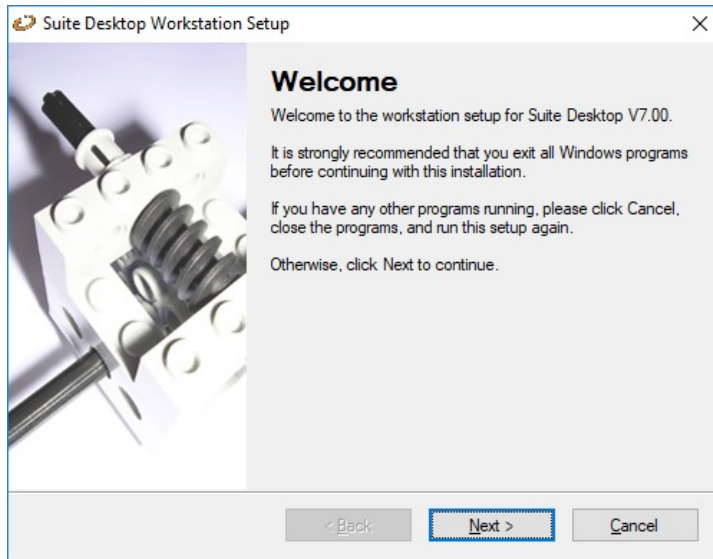 Suite Desktop Workstation Setup
Welcome
Welcome to the workstation setup for Suite Desktop V7.00.
It is strongly recommended that you exit all Windows programs
before continuing with this installation.
If you have any other programs running, please click Cancel,
close the programs, and run this setup again.
Otherwise, click Next to continue.
< Back
Next >
Cancel